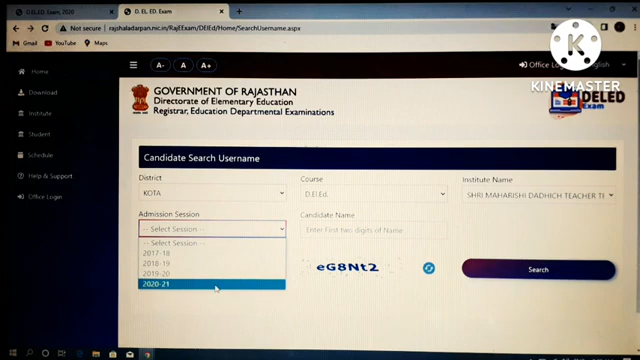 D.EL.ED. Exam, 2020
D. EL. ED. Exam
Not secure
rajshaladarpan.nic.in/RajEExam/DElEd/Home/SearchUsername.aspx
Gmail
YouTube
Maps
KINEMASTER
Home
Download
Institute
Student
Schedule
Help & Support
Office Login
A-
A
A+
Office Lo
English
GOVERNMENT OF RAJASTHAN
Directorate of Elementary Education
Registrar, Education Departmental Examinations
DELED
Exam
Candidate Search Username
District
Course
Institute Name
KOTA
D.El.Ed.
SHRI MAHARISHI DADHICH TEACHER
Admission Session
Candidate Name
-- Select Session --
Enter First two digits of Name
-- Select Session --
2017-18
2018-19
2019-20
2020-21
eG8Nt2
Search